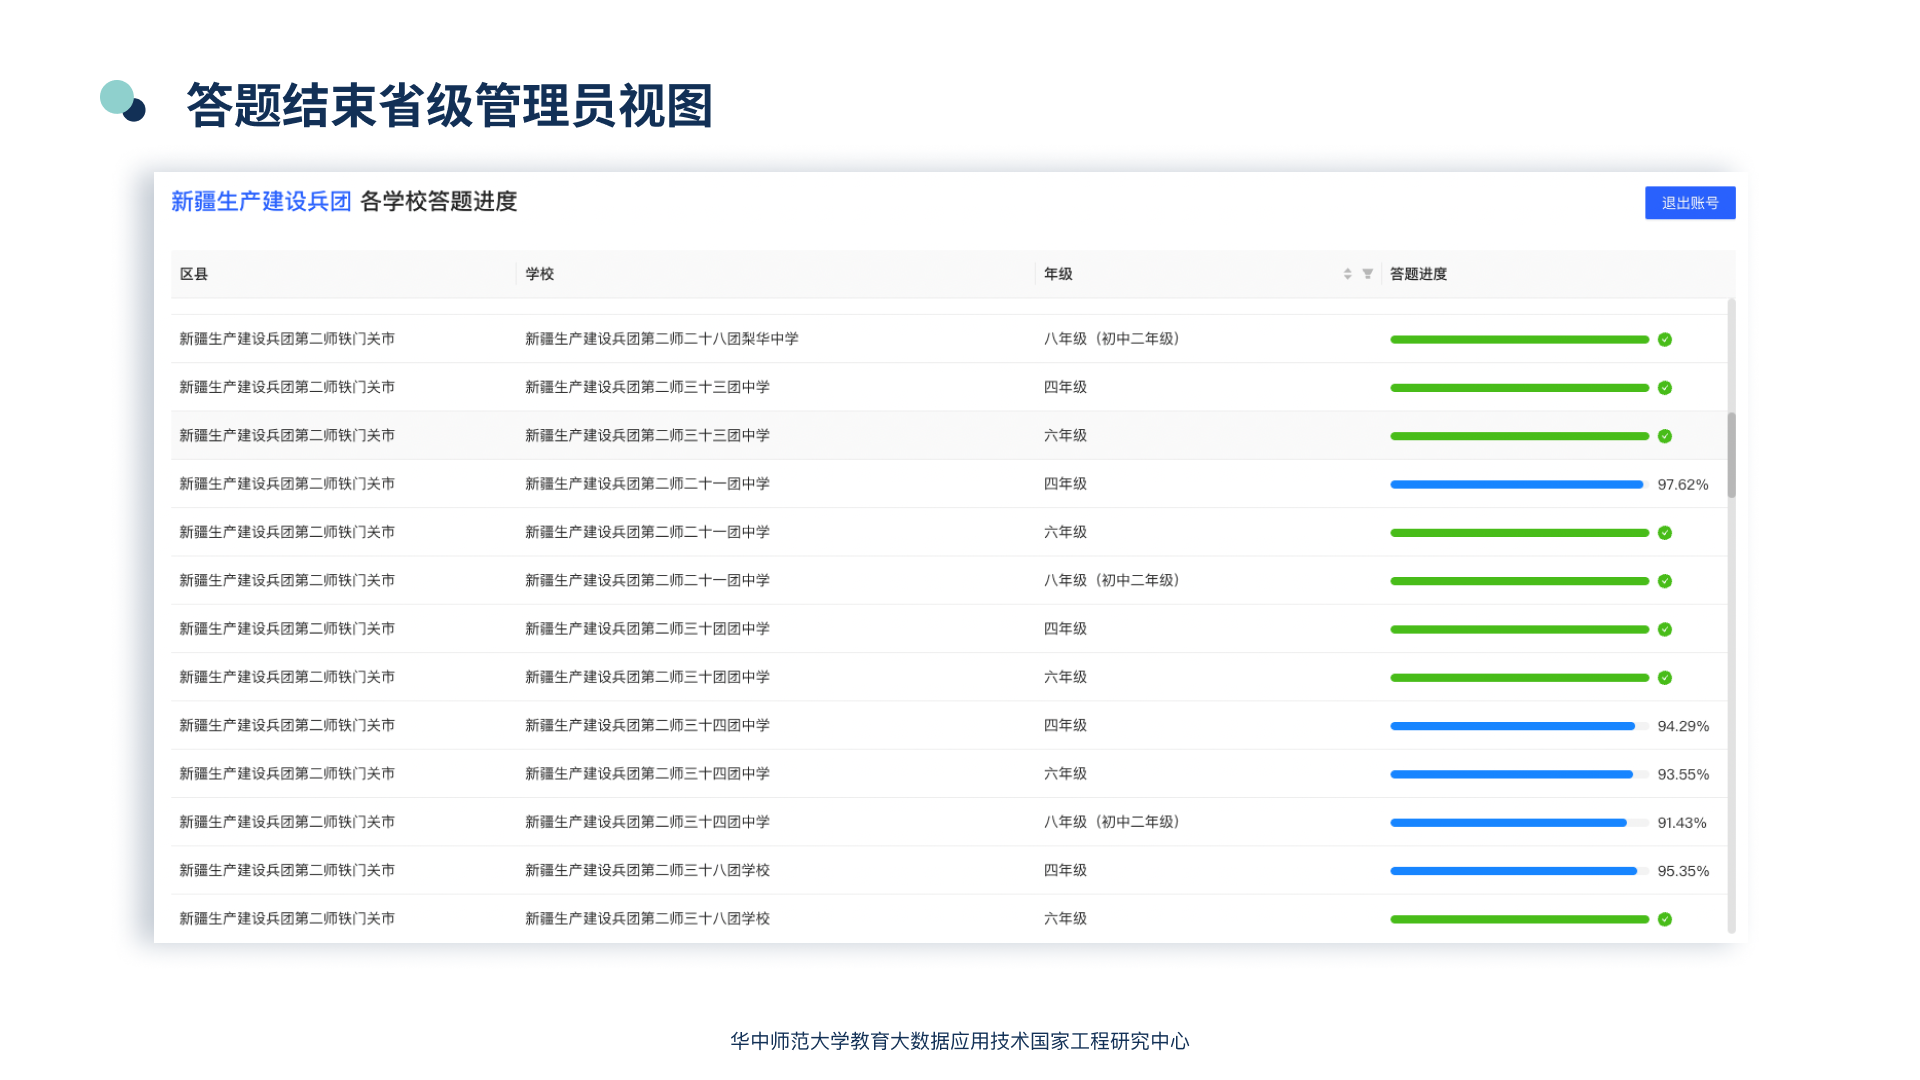 答题结束省级管理员视图
新疆生产建设兵团 各学校答题进度
退出账号
区县 学校 年级 答题进度
新疆生产建设兵团第二师铁门关市 新疆生产建设兵团第二师二十八团梨华中学 八年级（初中二年级）
新疆生产建设兵团第二师铁门关市 新疆生产建设兵团第二师三十三团中学 四年级
新疆生产建设兵团第二师铁门关市 新疆生产建设兵团第二师三十三团中学 六年级
新疆生产建设兵团第二师铁门关市 新疆生产建设兵团第二师二十一团中学 四年级 97.62%
新疆生产建设兵团第二师铁门关市 新疆生产建设兵团第二师二十一团中学 六年级
新疆生产建设兵团第二师铁门关市 新疆生产建设兵团第二师二十一团中学 八年级（初中二年级）
新疆生产建设兵团第二师铁门关市 新疆生产建设兵团第二师三十团团中学 四年级
新疆生产建设兵团第二师铁门关市 新疆生产建设兵团第二师三十团团中学 六年级
新疆生产建设兵团第二师铁门关市 新疆生产建设兵团第二师三十四团中学 四年级 94.29%
新疆生产建设兵团第二师铁门关市 新疆生产建设兵团第二师三十四团中学 六年级 93.55%
新疆生产建设兵团第二师铁门关市 新疆生产建设兵团第二师三十四团中学 八年级（初中二年级） 91.43%
新疆生产建设兵团第二师铁门关市 新疆生产建设兵团第二师三十八团学校 四年级 95.35%
新疆生产建设兵团第二师铁门关市 新疆生产建设兵团第二师三十八团学校 六年级
华中师范大学教育大数据应用技术国家工程研究中心